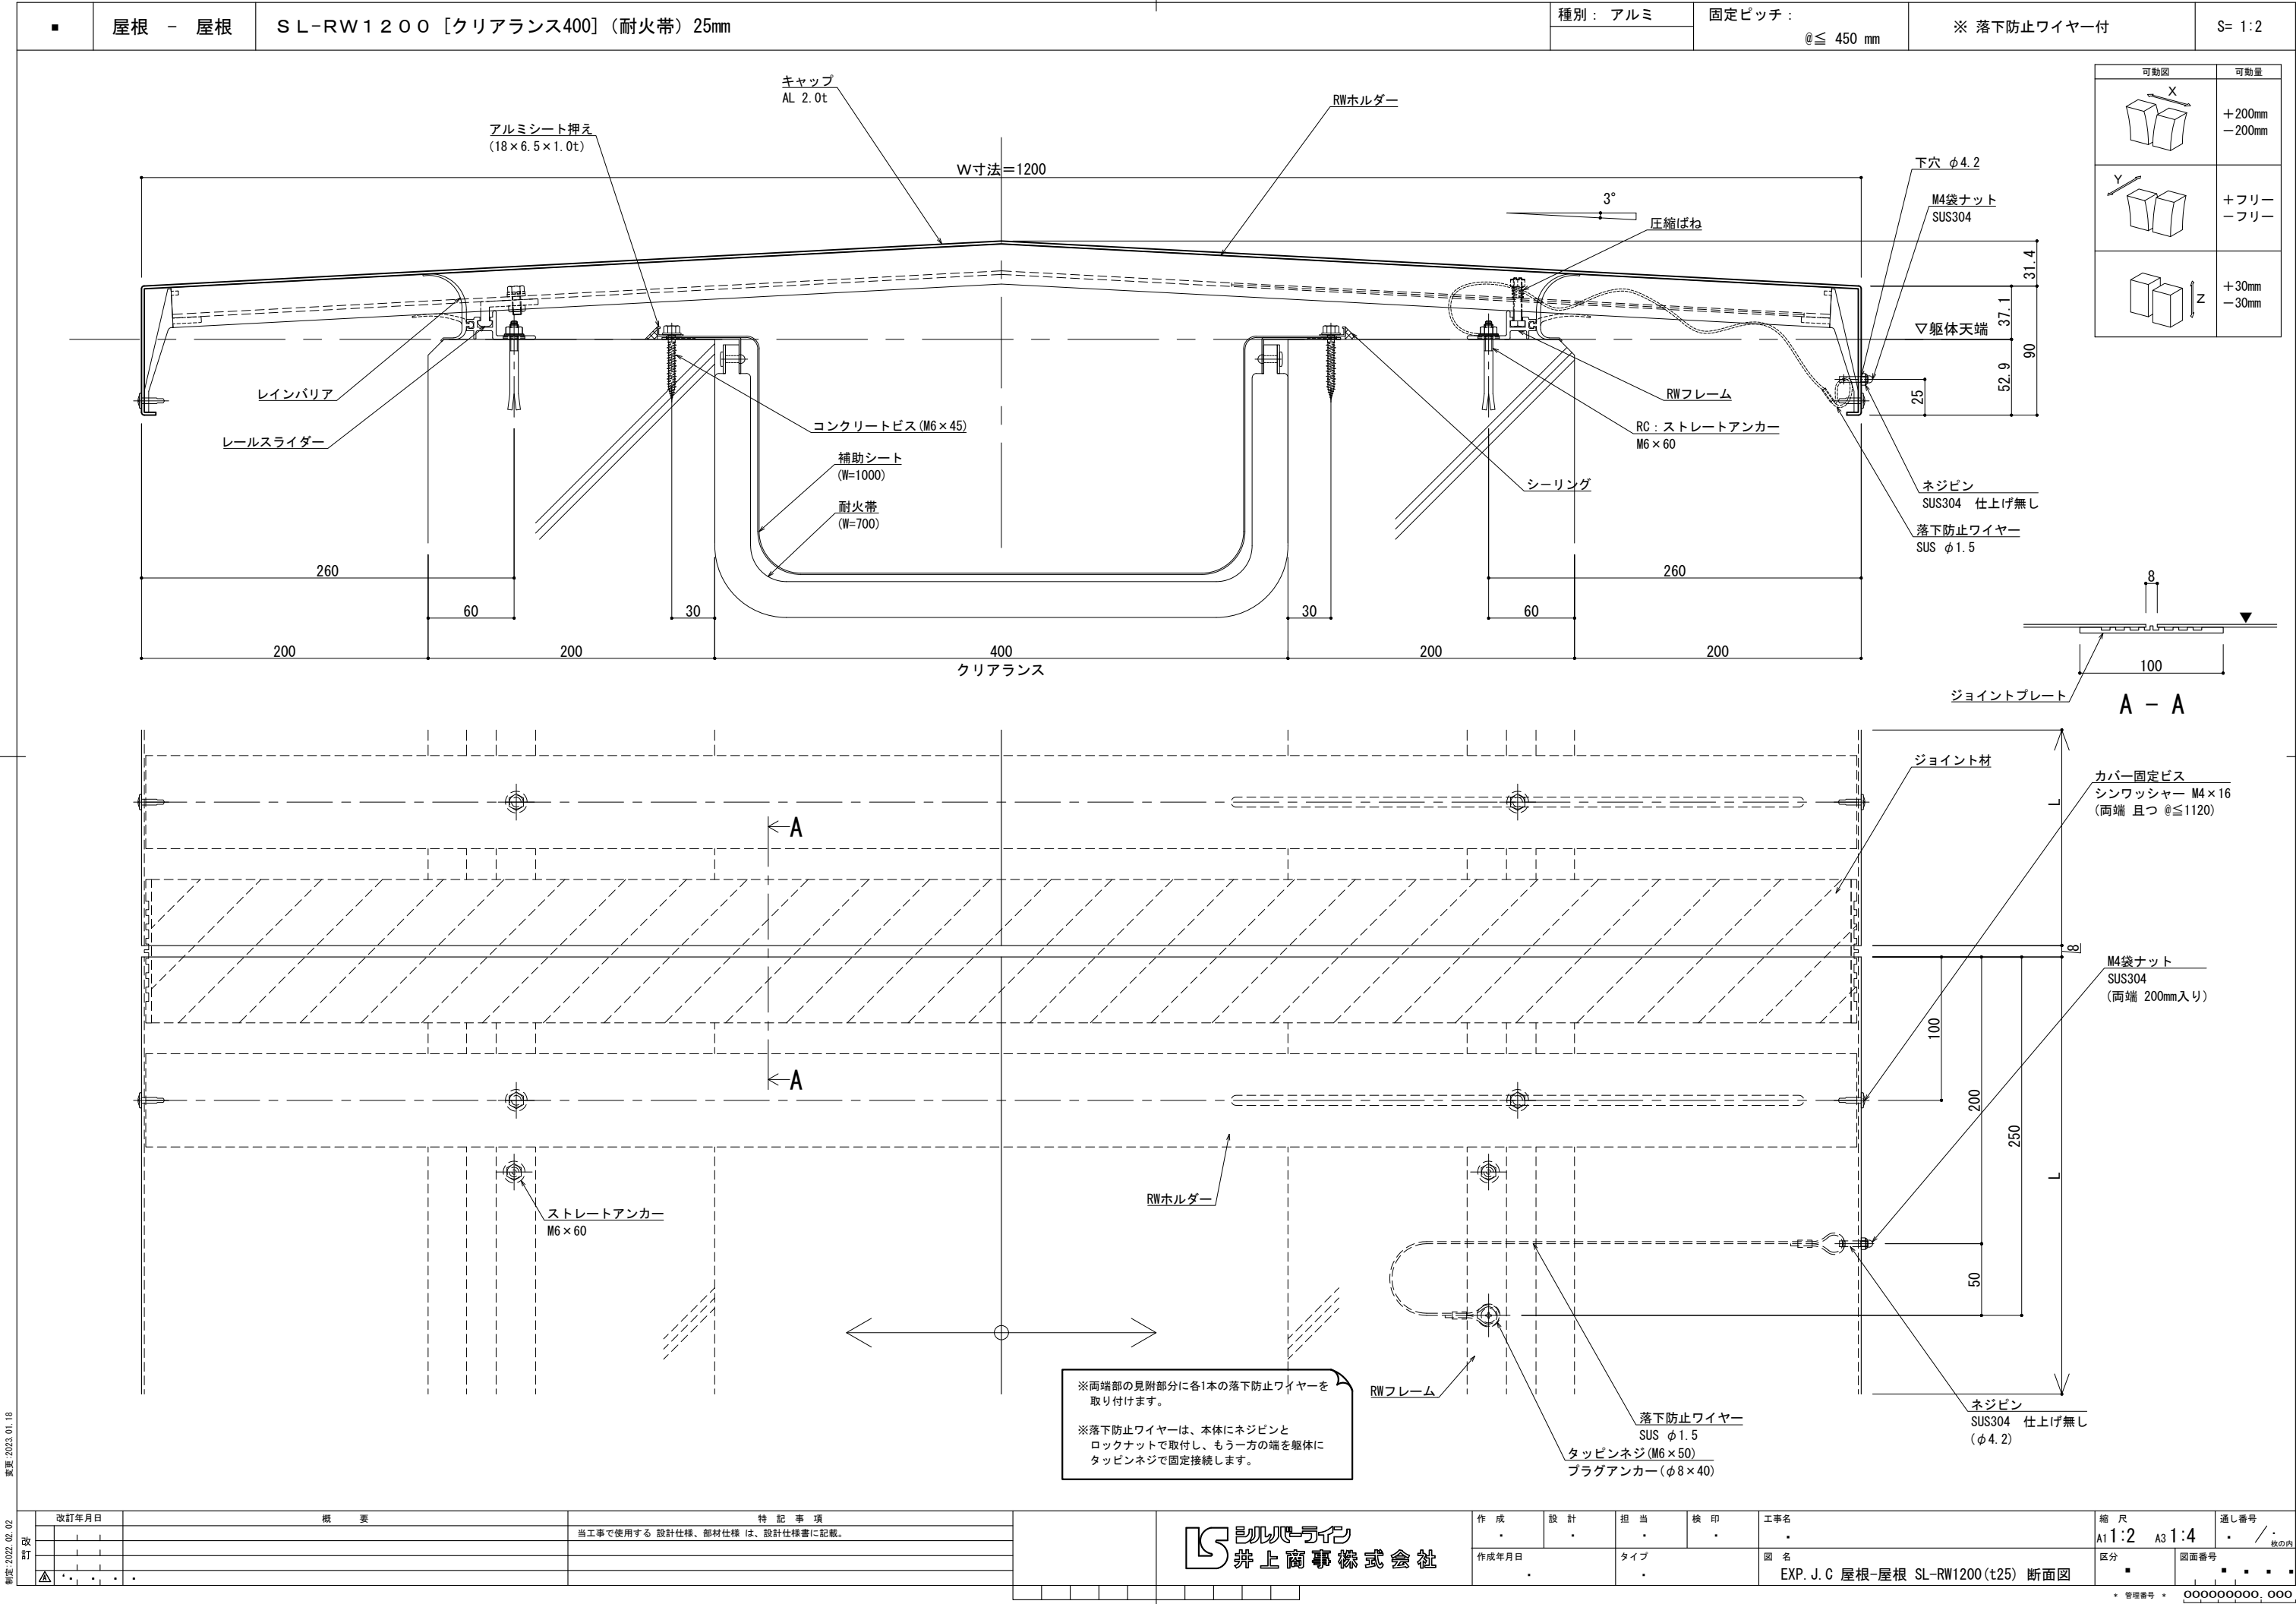 ■ 屋根 － 屋根 ＳＬ-ＲＷ１２００ [クリアランス400] (耐火帯) 25mm
種別： アルミ
固定ピッチ：
@≦ 450 mm
※ 落下防止ワイヤー付
S= 1:2
可動図 可動量
X
＋200mm
－200mm
Y
＋フリー
－フリー
Z
＋30mm
－30mm
キャップ
AL 2.0t
RWホルダー
アルミシート押え
(18×6.5×1.0t)
W寸法＝1200
下穴 φ4.2
M4袋ナット
SUS304
3°
圧縮ばね
31.4
37.1
▽躯体天端
90
52.9
25
レインバリア
レールスライダー
コンクリートビス(M6×45)
補助シート
(W=1000)
耐火帯
(W=700)
RWフレーム
RC：ストレートアンカー
M6×60
シーリング
ネジピン
SUS304 仕上げ無し
落下防止ワイヤー
SUS φ1.5
260
260
60
30
30
60
200
200
400
200
200
クリアランス
8
▼
100
ジョイントプレート
A － A
ジョイント材
カバー固定ビス
シンワッシャー M4×16
(両端 且つ @≦1120)
L
A
8
M4袋ナット
SUS304
(両端 200mm入り)
100
A
200
250
L
ストレートアンカー
M6×60
RWホルダー
50
RWフレーム
※両端部の見附部分に各1本の落下防止ワイヤーを
取り付けます。
※落下防止ワイヤーは、本体にネジピンと
ロックナットで取付し、もう一方の端を躯体に
タッピンネジで固定接続します。
落下防止ワイヤー
SUS φ1.5
タッピンネジ(M6×50)
プラグアンカー(φ8×40)
ネジピン
SUS304 仕上げ無し
(φ4.2)
変更:2023.01.18
制定:2022.02.02
改訂
改訂年月日
概 要
特 記 事 項
当工事で使用する 設計仕様、部材仕様 は、設計仕様書に記載。
LS シルバーライン
井上商事株式会社
作 成
設 計
担 当
検 印
工事名
作成年月日
タイプ
図 名
EXP.J.C 屋根-屋根 SL-RW1200(t25) 断面図
縮 尺
A1 1:2 A3 1:4
通し番号
／
枚の内
区分
■
図面番号
■ ■ ■ ■
* 管理番号 * 000000000.000